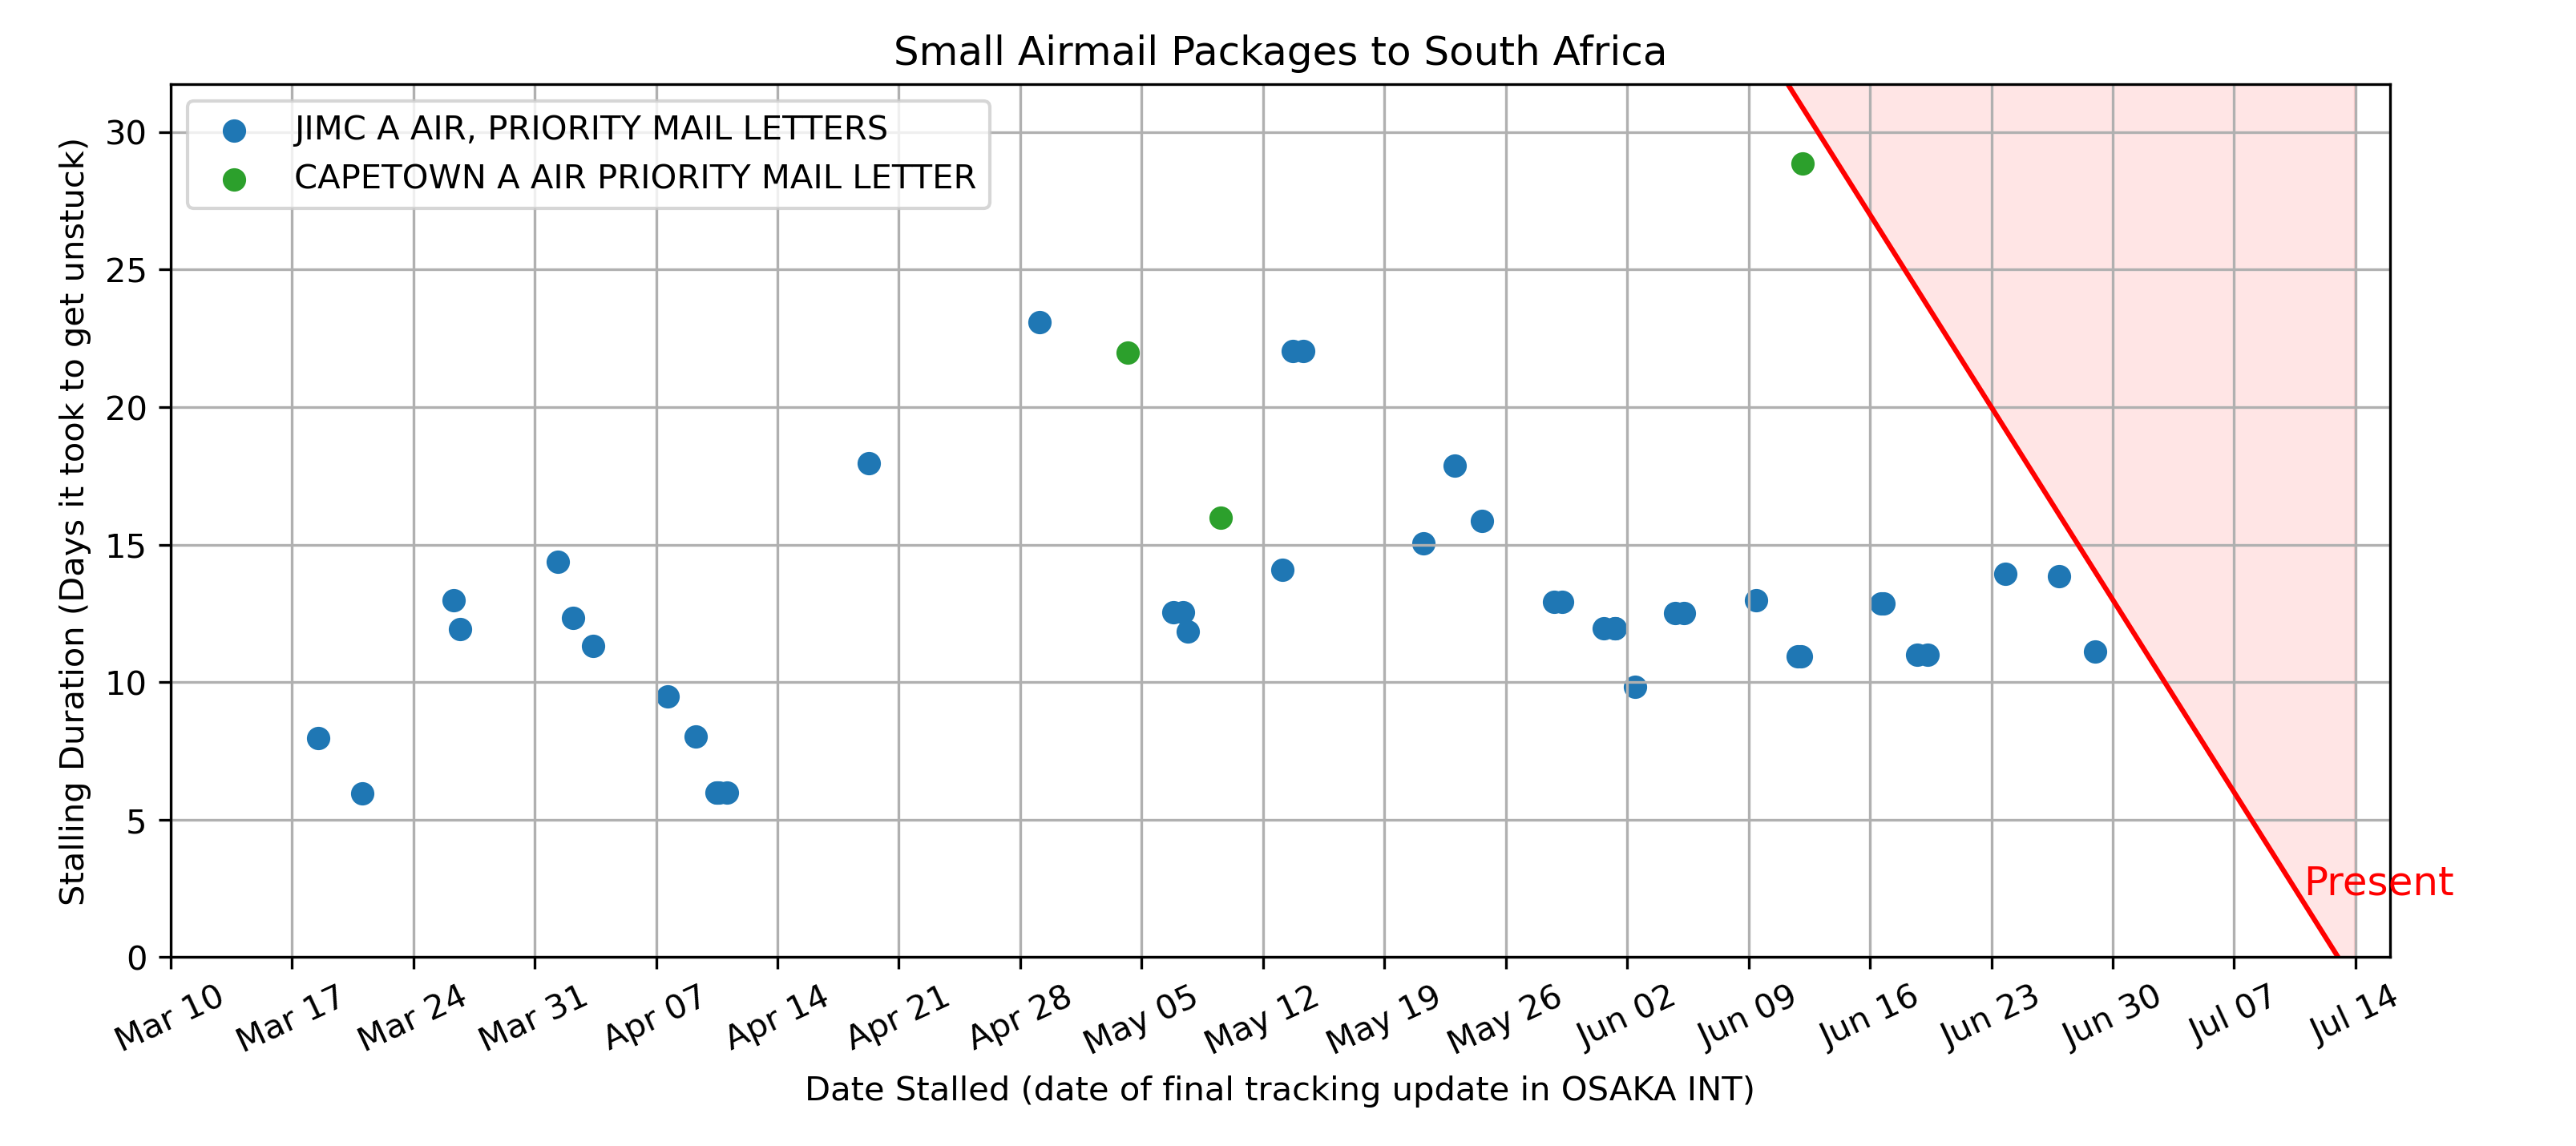 Small Airmail Packages to South Africa
JIMC A AIR, PRIORITY MAIL LETTERS
CAPETOWN A AIR PRIORITY MAIL LETTER
Stalling Duration (Days it took to get unstuck)
30
25
20
15
10
5
0
Present
Mar 10 Mar 17 Mar 24 Mar 31 Apr 07 Apr 14 Apr 21 Apr 28 May 05 May 12 May 19 May 26 Jun 02 Jun 09 Jun 16 Jun 23 Jun 30 Jul 07 Jul 14
Date Stalled (date of final tracking update in OSAKA INT)